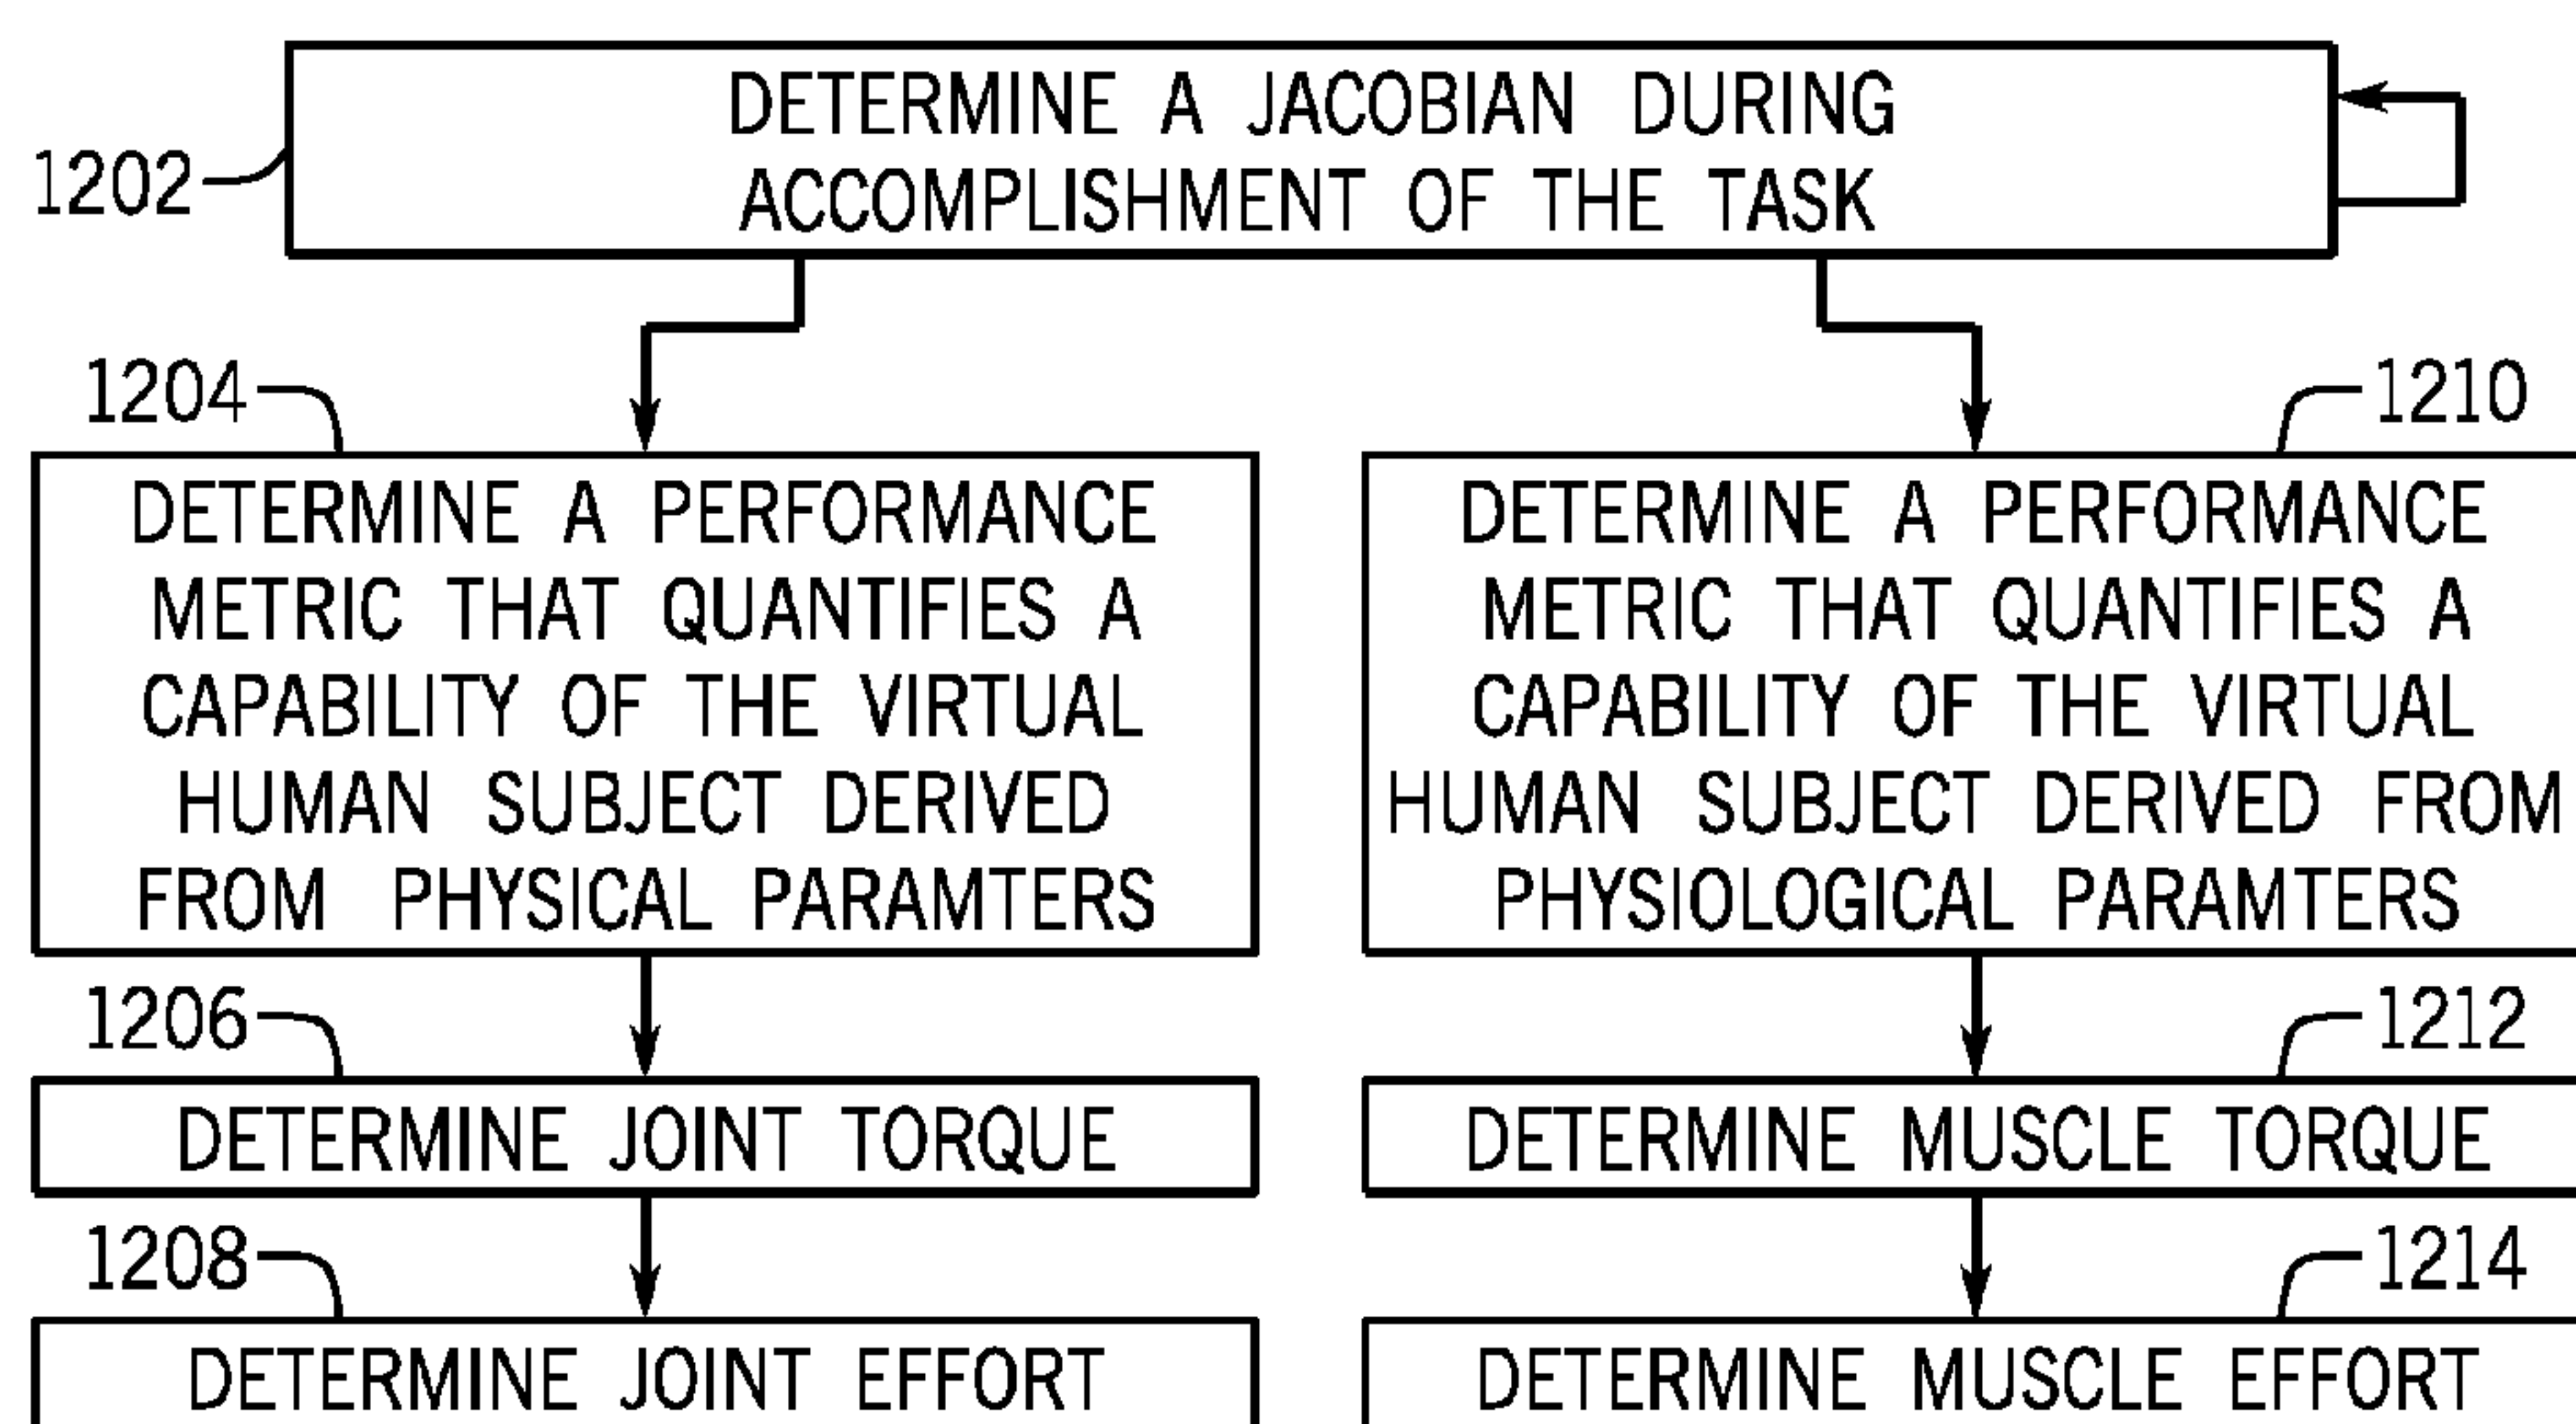 DETERMINE A JACOBIAN DURING
ACCOMPLISHMENT OF THE TASK
1202
1204
DETERMINE A PERFORMANCE
METRIC THAT QUANTIFIES A
CAPABILITY OF THE VIRTUAL
HUMAN SUBJECT DERIVED
FROM PHYSICAL PARAMTERS
1206
DETERMINE JOINT TORQUE
1208
DETERMINE JOINT EFFORT
1210
DETERMINE A PERFORMANCE
METRIC THAT QUANTIFIES A
CAPABILITY OF THE VIRTUAL
HUMAN SUBJECT DERIVED FROM
PHYSIOLOGICAL PARAMTERS
1212
DETERMINE MUSCLE TORQUE
1214
DETERMINE MUSCLE EFFORT